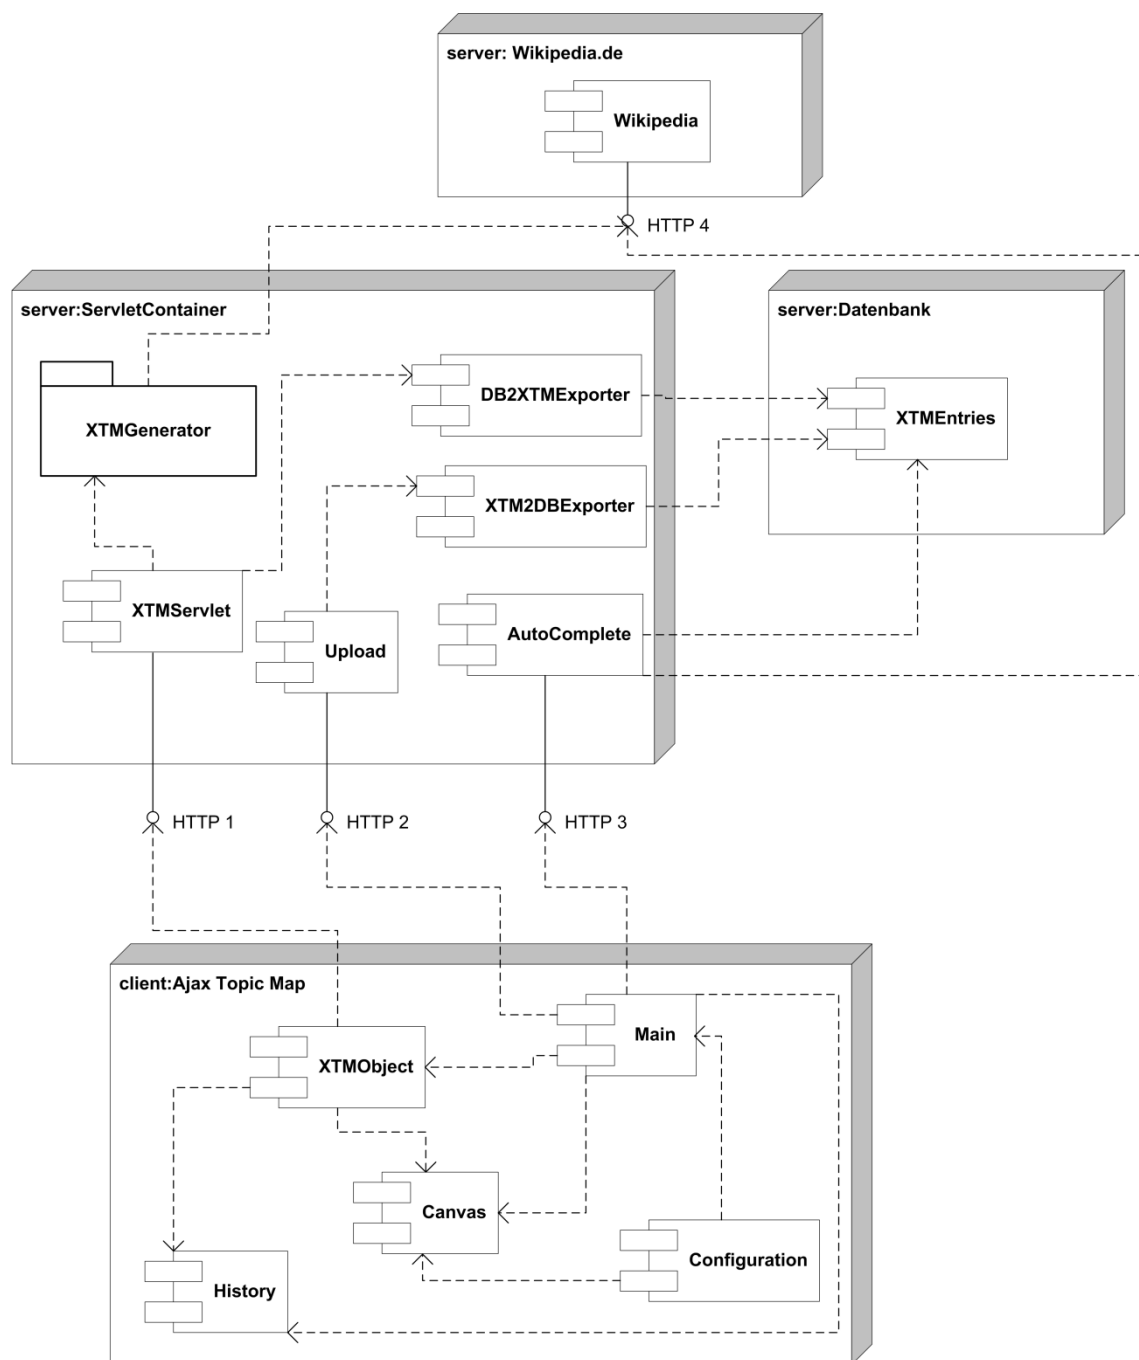 server: Wikipedia.de
Wikipedia
HTTP 4
server:ServletContainer
server:Datenbank
DB2XTMExporter
XTMEntries
XTMGenerator
XTM2DBExporter
XTMServlet
Upload
AutoComplete
HTTP 1
HTTP 2
HTTP 3
client:Ajax Topic Map
Main
XTMObject
Canvas
Configuration
History